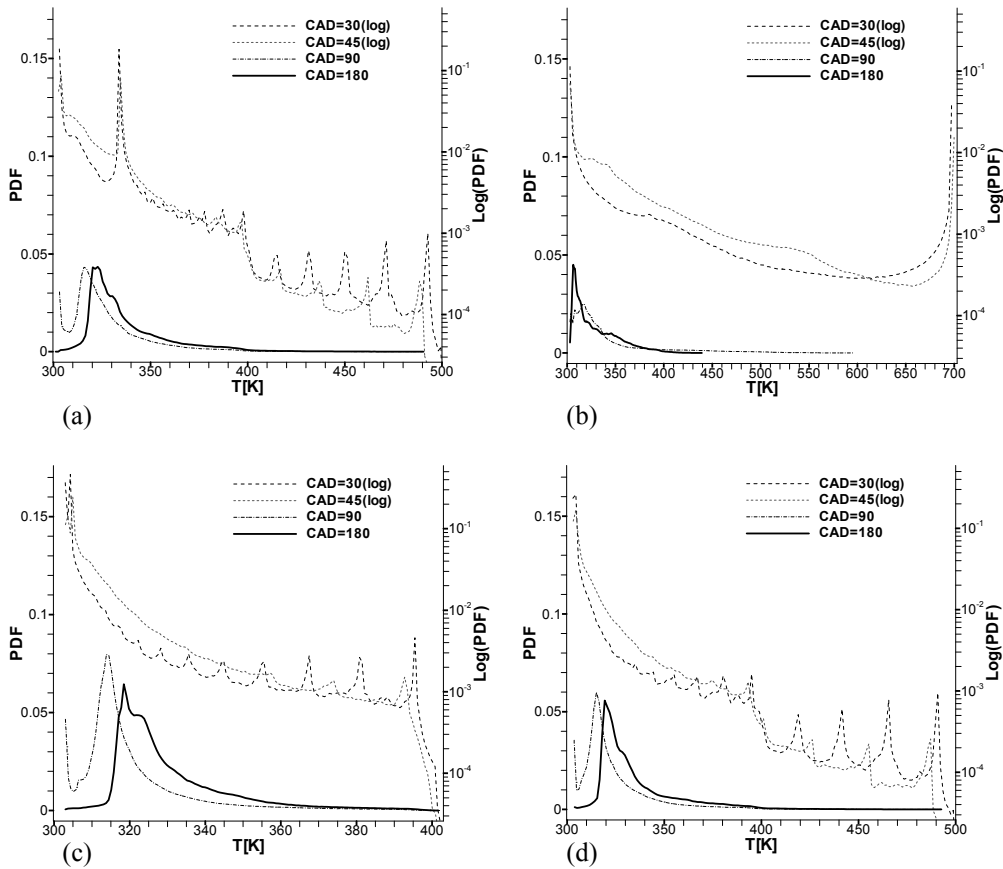 CAD=30(log)
CAD=45(log)
CAD=90
CAD=180
PDF
Log(PDF)
0.15
0.1
0.05
0
10-1
10-2
10-3
10-4
300 350 400 450 500
T[K]
(a)
CAD=30(log)
CAD=45(log)
CAD=90
CAD=180
PDF
Log(PDF)
0.15
0.1
0.05
0
10-1
10-2
10-3
10-4
300 350 400 450 500 550 600 650 700
T[K]
(b)
CAD=30(log)
CAD=45(log)
CAD=90
CAD=180
PDF
Log(PDF)
0.15
0.1
0.05
0
10-1
10-2
10-3
10-4
300 320 340 360 380 400
T[K]
(c)
CAD=30(log)
CAD=45(log)
CAD=90
CAD=180
PDF
Log(PDF)
0.15
0.1
0.05
0
10-1
10-2
10-3
10-4
300 350 400 450 500
T[K]
(d)